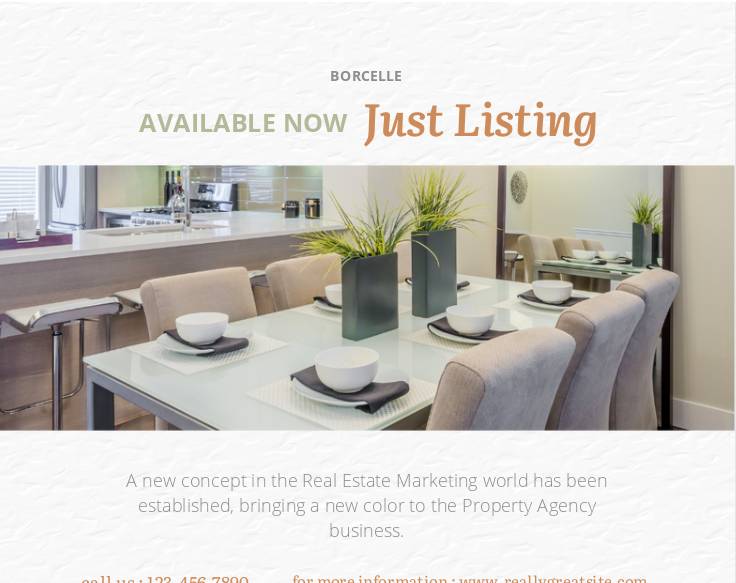 BORCELLE
AVAILABLE NOW Just Listing
A new concept in the Real Estate Marketing world has been
established, bringing a new color to the Property Agency
business.
call us : 123-456-7890 for more information : www. reallygreatsite.com